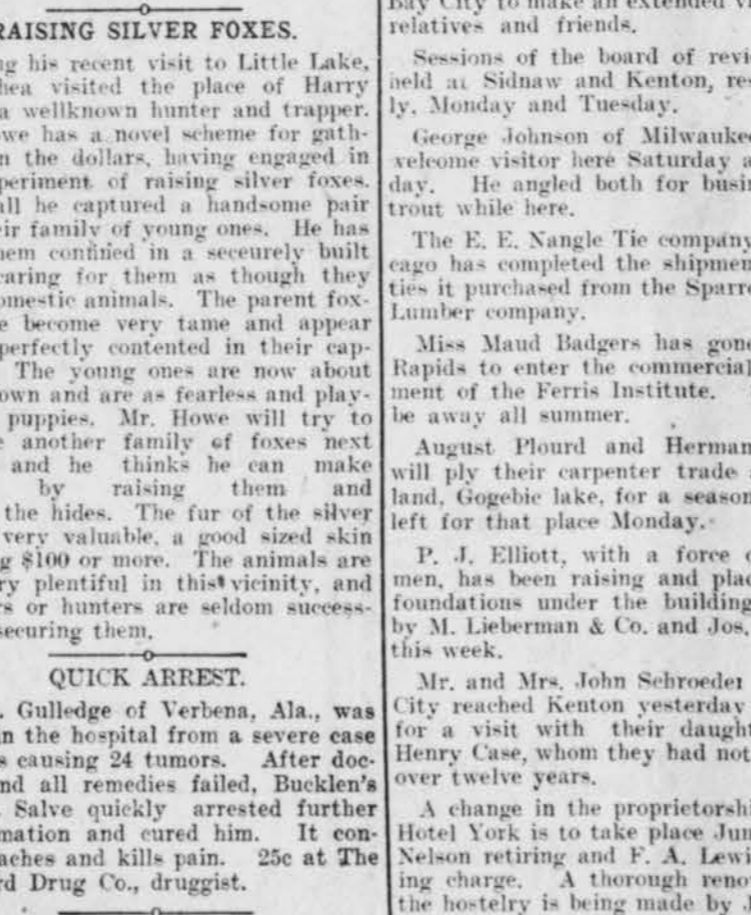 RAISING SILVER FOXES.
ng his recent visit to Little Lake,
hea visited the place of Harry
a wellknown hunter and trapper.
owe has a novel scheme for gath-
n the dollars, having engaged in
periment of raising silver foxes.
all he captured a handsome pair
eir family of young ones. He has
hem confined in a seceurely built
caring for them as though they
omestic animals. The parent fox-
e become very tame and appear
perfectly contented in their cap-
The young ones are now about
own and are as fearless and play-
puppies. Mr. Howe will try to
e another family of foxes next
and he thinks he can make
by raising them and
the hides. The fur of the silver
very valuable, a good sized skin
g $100 or more. The animals are
ry plentiful in this vicinity, and
rs or hunters are seldom success-
securing them.
QUICK ARREST.
. Gulledge of Verbena, Ala., was
in the hospital from a severe case
s causing 24 tumors. After doc-
nd all remedies failed, Bucklen's
. Salve quickly arrested further
mation and cured him. It con-
aches and kills pain. 25c at The
rd Drug Co., druggist.
Bay City to make an extended vi
relatives and friends.
Sessions of the board of revi
held at Sidnaw and Kenton, res
ly, Monday and Tuesday.
George Johnson of Milwaukee
velcome visitor here Saturday a
day. He angled both for busin
trout while here.
The E. E. Nangle Tie company
cago has completed the shipmen
ties it purchased from the Sparro
Lumber company.
Miss Maud Badgers has gone
Rapids to enter the commercial
ment of the Ferris Institute.
be away all summer.
August Plourd and Herman
will ply their carpenter trade a
land, Gogebic lake, for a season
left for that place Monday.
P. J. Elliott, with a force o
men, has been raising and plac
foundations under the building
by M. Lieberman & Co. and Jos.
this week.
Mr. and Mrs. John Schroeder
City reached Kenton yesterday
for a visit with their daught
Henry Case, whom they had not
over twelve years.
A change in the proprietorshi
Hotel York is to take place Jun
Nelson retiring and F. A. Lewi
ing charge. A thorough reno
the hostelry is being made by J